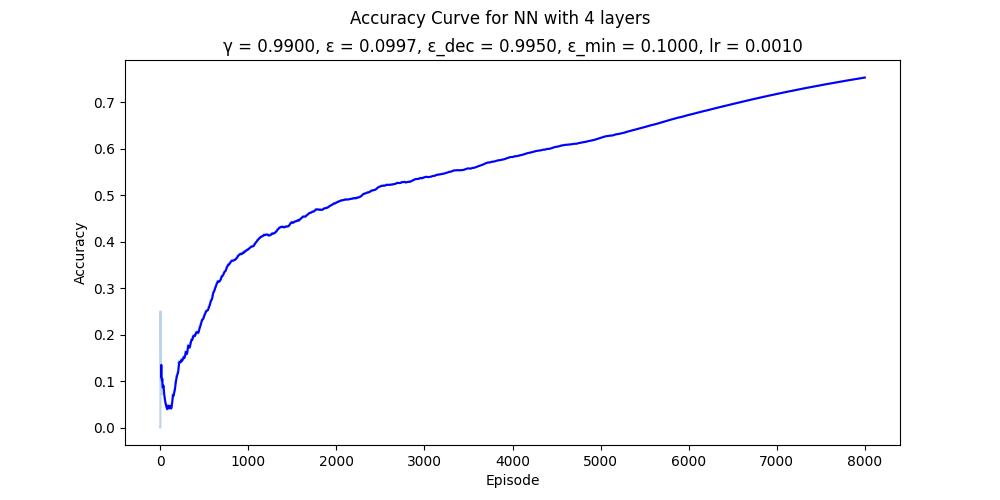 Accuracy Curve for NN with 4 layers
γ = 0.9900, ε = 0.0997, ε_dec = 0.9950, ε_min = 0.1000, lr = 0.0010
0.7
0.6
0.5
0.4
0.3
0.2
0.1
0.0
Accuracy
0 1000 2000 3000 4000 5000 6000 7000 8000
Episode